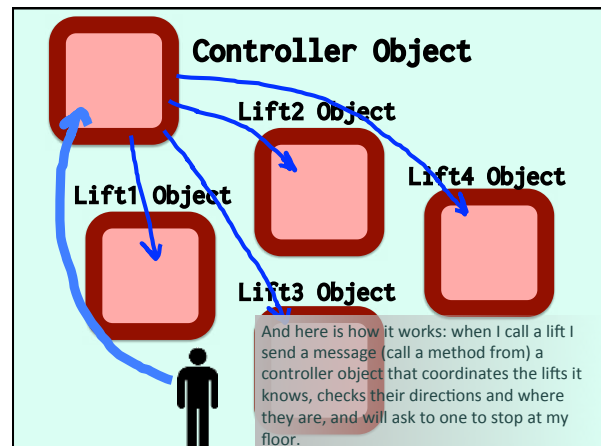 Controller Object
Lift2 Object
Lift4 Object
Lift1 Object
Lift3 Object
And here is how it works: when I call a lift I
send a message (call a method from) a
controller object that coordinates the lifts it
knows, checks their directions and where
they are, and will ask to one to stop at my
floor.